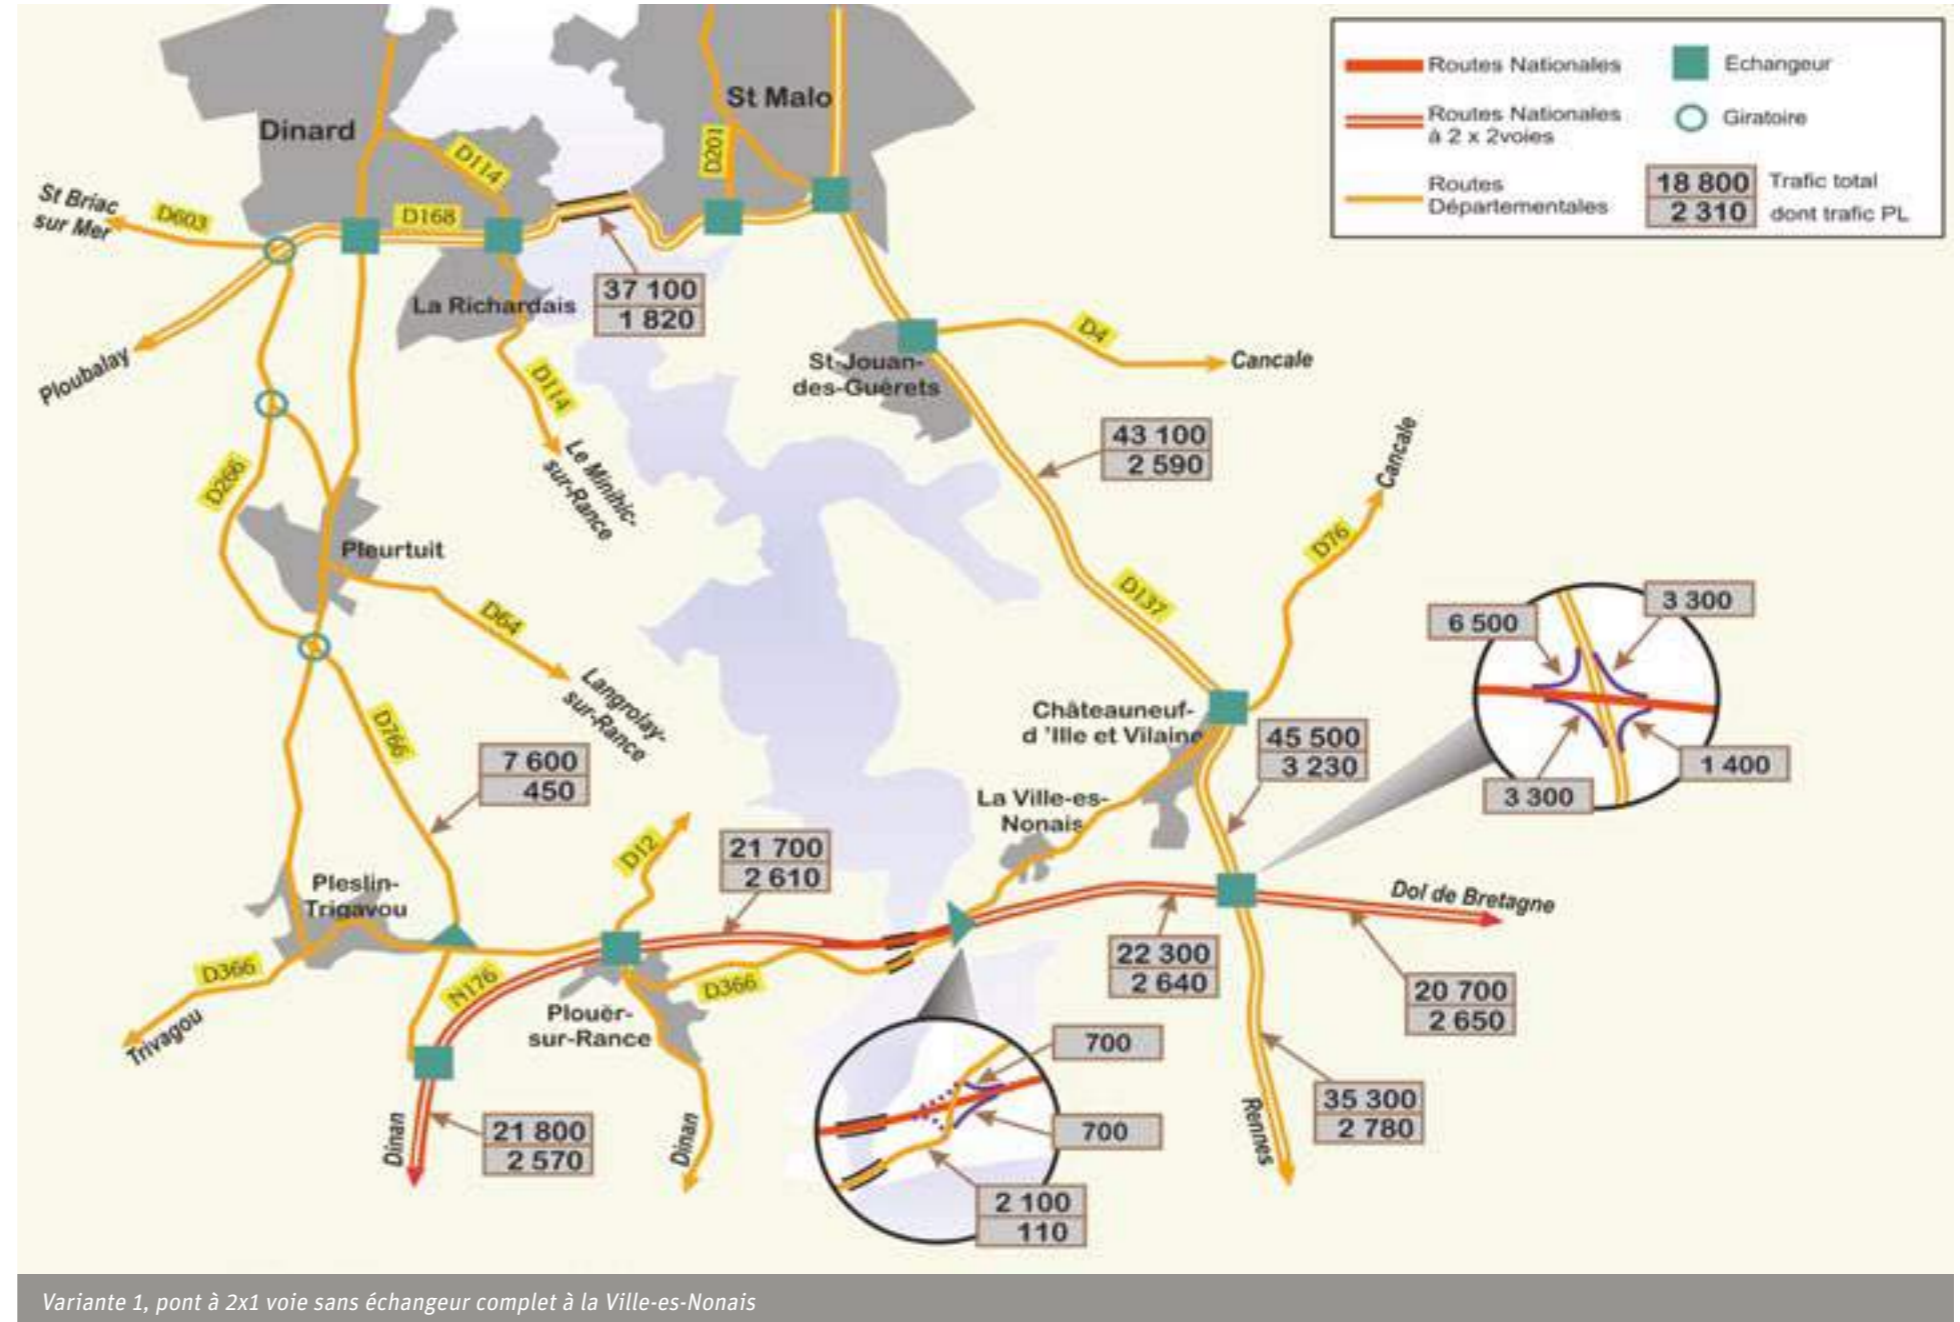 St Malo
Dinard
D114
D201
St Briac
sur Mer
D603
D168
La Richardais
37 100
1 820
Ploubalay
D114
Le Minihic-
sur-Rance
St-Jouan-
des-Guérets
D4
Cancale
43 100
2 590
Cancale
D76
D137
D266
Pleurtuit
D64
Langrolay-
sur-Rance
D766
7 600
450
Châteauneuf-
d 'Ille et Vilaine
45 500
3 230
6 500
3 300
3 300
1 400
La Ville-es-
Nonais
D12
21 700
2 610
Pleslin-
Trigavou
D366
Trivagou
N176
Plouër-
sur-Rance
D366
22 300
2 640
Dol de Bretagne
20 700
2 650
35 300
2 780
Rennes
Dinan
21 800
2 570
Dinan
700
700
2 100
110
Routes Nationales
Echangeur
Routes Nationales
à 2 x 2voies
Giratoire
Routes
Départementales
18 800 Trafic total
2 310 dont trafic PL
Variante 1, pont à 2x1 voie sans échangeur complet à la Ville-es-Nonais